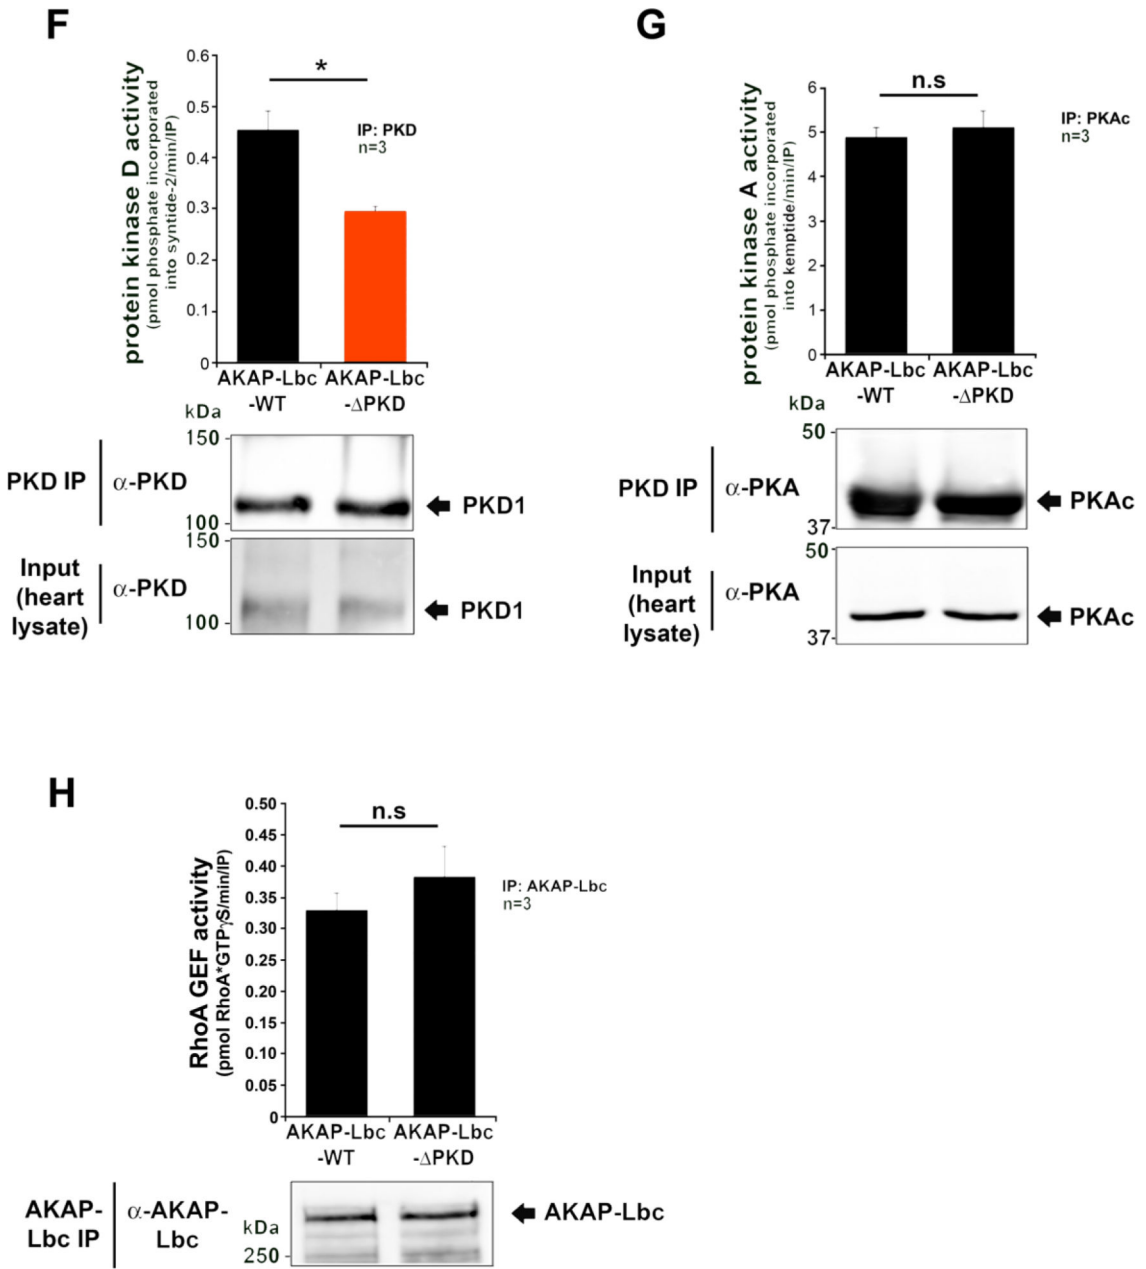 F
protein kinase D activity
(pmol phosphate incorporated
into syntide-2/min/IP)
0.6
0.5
0.4
0.3
0.2
0.1
0
*
IP: PKD
n=3
AKAP-Lbc AKAP-Lbc
-WT -ΔPKD
kDa
150
PKD IP α-PKD PKD1
100
150
Input
(heart
lysate)
α-PKD
PKD1
100
G
protein kinase A activity
(pmol phosphate incorporated
into kemptide/min/IP)
6
5
4
3
2
1
0
n.s
IP: PKAc
n=3
AKAP-Lbc AKAP-Lbc
-WT -ΔPKD
kDa
50
PKD IP α-PKA PKAc
37
50
Input
(heart
lysate)
α-PKA
PKAc
37
H
RhoA GEF activity
(pmol RhoA*GTPγS/min/IP)
0.50
0.45
0.40
0.35
0.30
0.25
0.20
0.15
0.10
0.05
0
n.s
IP: AKAP-Lbc
n=3
AKAP-Lbc AKAP-Lbc
-WT -ΔPKD
AKAP-
Lbc IP
α-AKAP-
Lbc
kDa
250
AKAP-Lbc